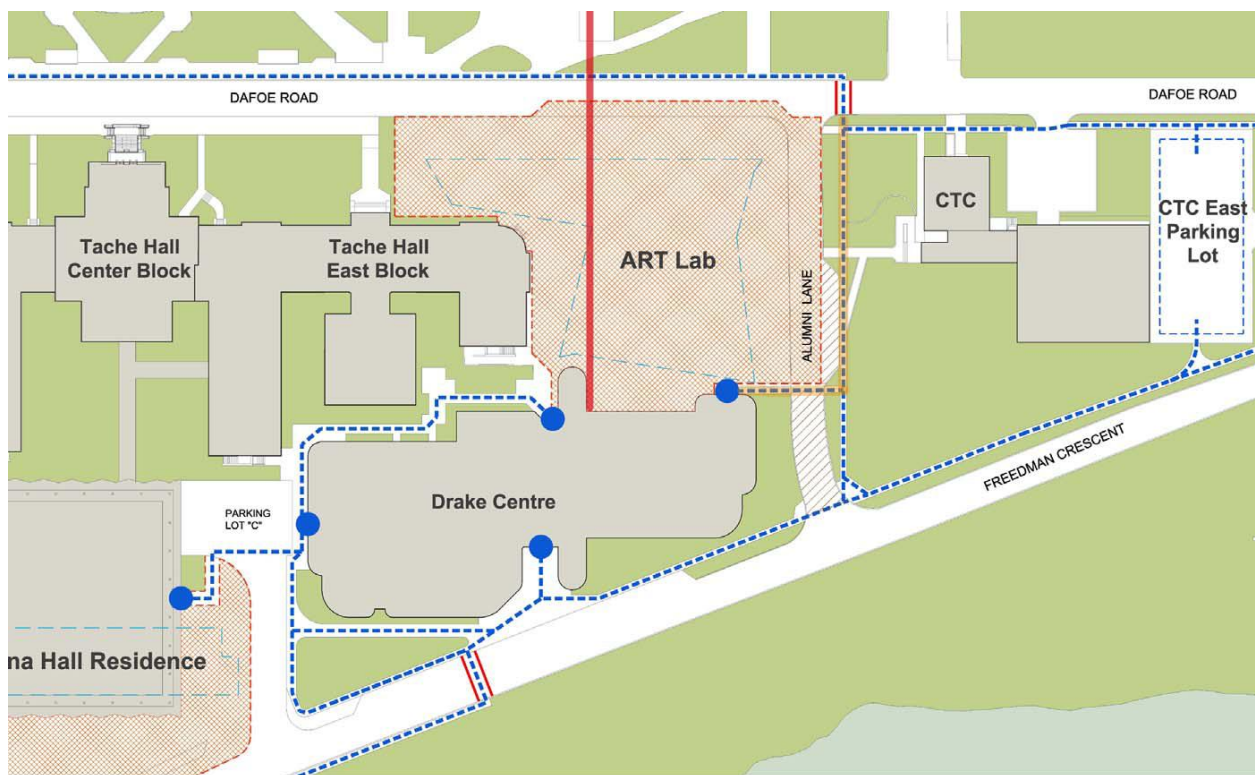 DAFOE ROAD
DAFOE ROAD
Tache Hall
Center Block
Tache Hall
East Block
ART Lab
ALUMNI LANE
CTC
CTC East
Parking
Lot
FREEDMAN CRESCENT
Drake Centre
PARKING
LOT "C"
ma Hall Residence